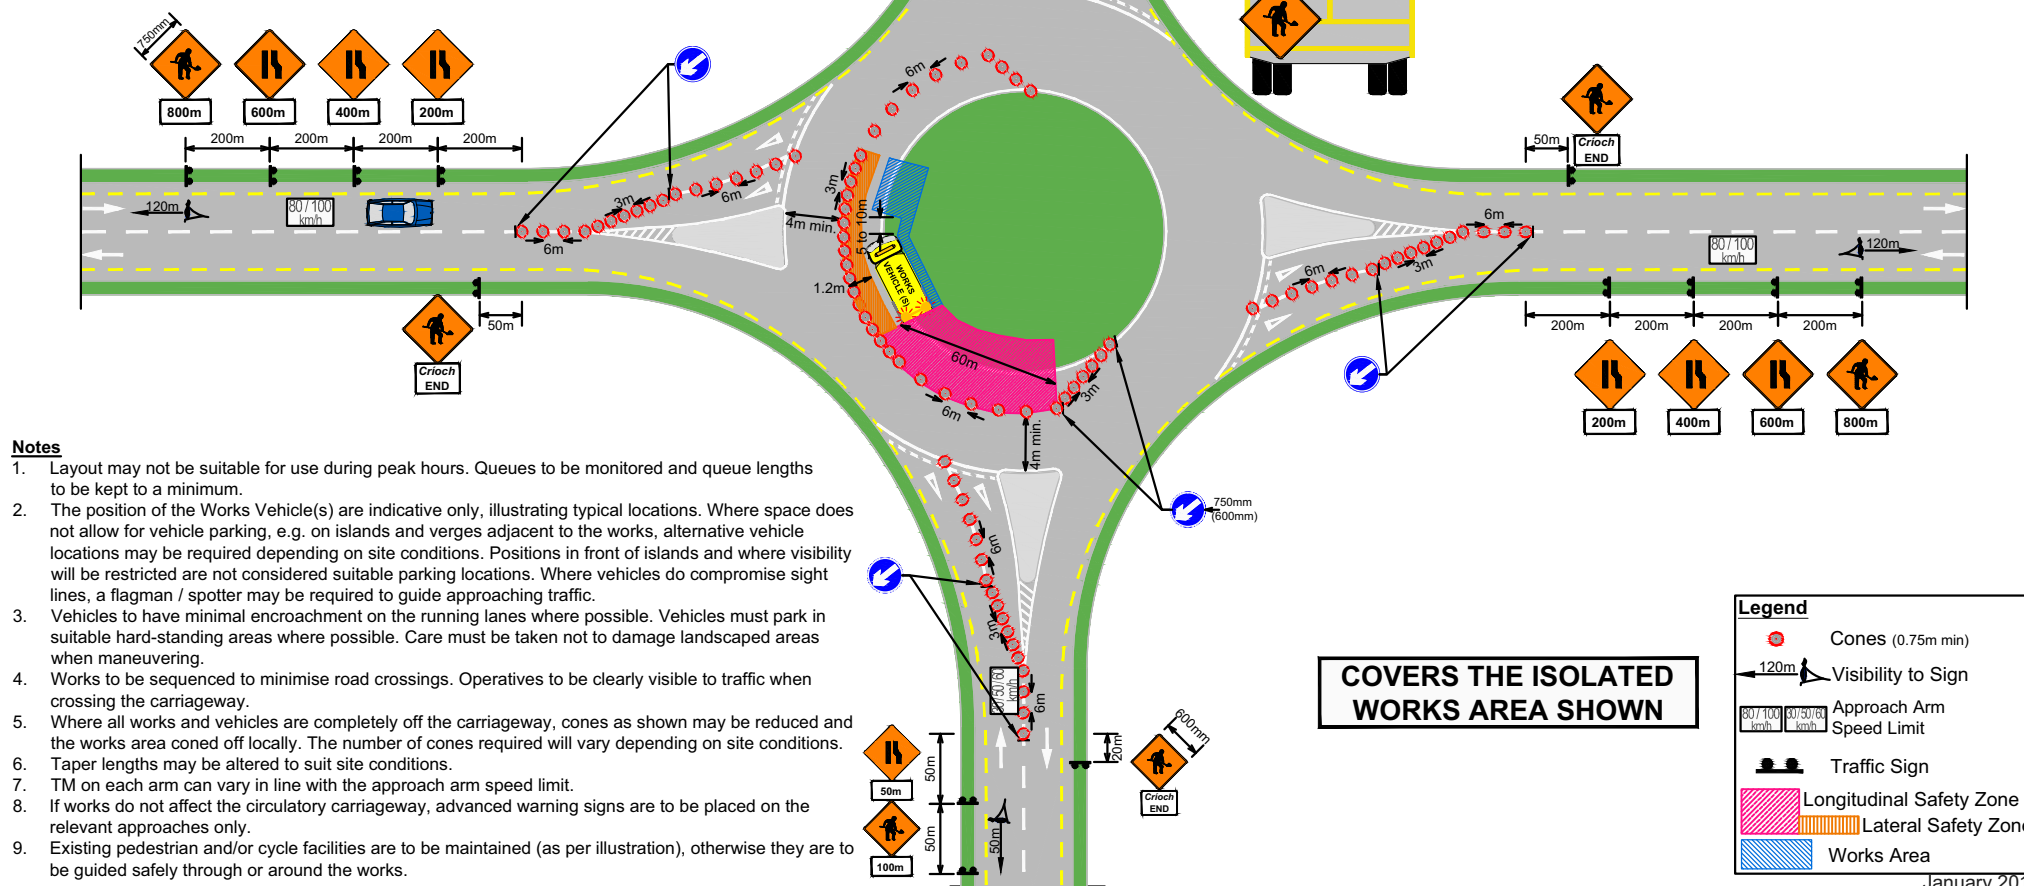 750mm
800m
600m
400m
200m
200m
200m
200m
200m
120m
80 / 100
km/h
6m
3m
6m
50m
Críoch
END
6m
3m
4m min.
5 to 10m
WORKS
VEHICLE (S)
1.2m
60m
6m
3m
4m min.
750mm
(600mm)
50m
Críoch
END
6m
3m
6m
80 / 100
km/h
120m
200m
200m
200m
200m
200m
400m
600m
800m
6m
3m
30/50/60
km/h
6m
50m
50m
50m
100m
50m
20m
600mm
Críoch
END
Notes
1. Layout may not be suitable for use during peak hours. Queues to be monitored and queue lengths
to be kept to a minimum.
2. The position of the Works Vehicle(s) are indicative only, illustrating typical locations. Where space does
not allow for vehicle parking, e.g. on islands and verges adjacent to the works, alternative vehicle
locations may be required depending on site conditions. Positions in front of islands and where visibility
will be restricted are not considered suitable parking locations. Where vehicles do compromise sight
lines, a flagman / spotter may be required to guide approaching traffic.
3. Vehicles to have minimal encroachment on the running lanes where possible. Vehicles must park in
suitable hard-standing areas where possible. Care must be taken not to damage landscaped areas
when maneuvering.
4. Works to be sequenced to minimise road crossings. Operatives to be clearly visible to traffic when
crossing the carriageway.
5. Where all works and vehicles are completely off the carriageway, cones as shown may be reduced and
the works area coned off locally. The number of cones required will vary depending on site conditions.
6. Taper lengths may be altered to suit site conditions.
7. TM on each arm can vary in line with the approach arm speed limit.
8. If works do not affect the circulatory carriageway, advanced warning signs are to be placed on the
relevant approaches only.
9. Existing pedestrian and/or cycle facilities are to be maintained (as per illustration), otherwise they are to
be guided safely through or around the works.
COVERS THE ISOLATED
WORKS AREA SHOWN
Legend
Cones (0.75m min)
120m Visibility to Sign
80 / 100
km/h
30/50/60
km/h
Approach Arm
Speed Limit
Traffic Sign
Longitudinal Safety Zone
Lateral Safety Zone
Works Area
January 201